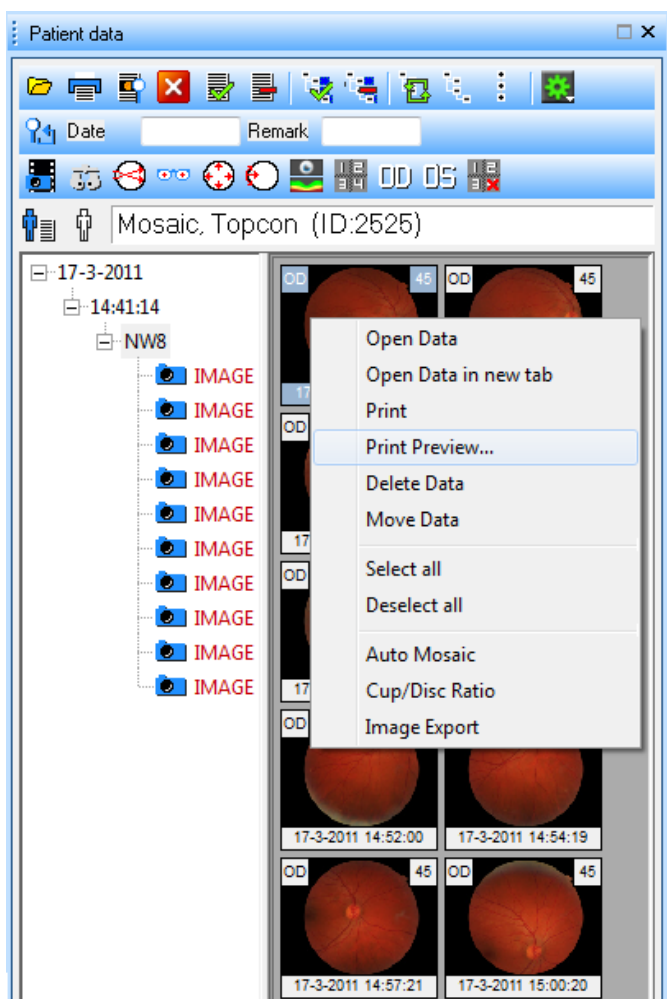 Patient data
Date
Remark
OD OS
Mosaic, Topcon (ID:2525)
17-3-2011
14:41:14
NW8
IMAGE
IMAGE
IMAGE
IMAGE
IMAGE
IMAGE
IMAGE
IMAGE
IMAGE
IMAGE
OD 45
OD 45
17
OD
17
OD
17
OD
Open Data
Open Data in new tab
Print
Print Preview...
Delete Data
Move Data
Select all
Deselect all
Auto Mosaic
Cup/Disc Ratio
Image Export
17-3-2011 14:52:00
17-3-2011 14:54:19
OD 45
OD 45
17-3-2011 14:57:21
17-3-2011 15:00:20